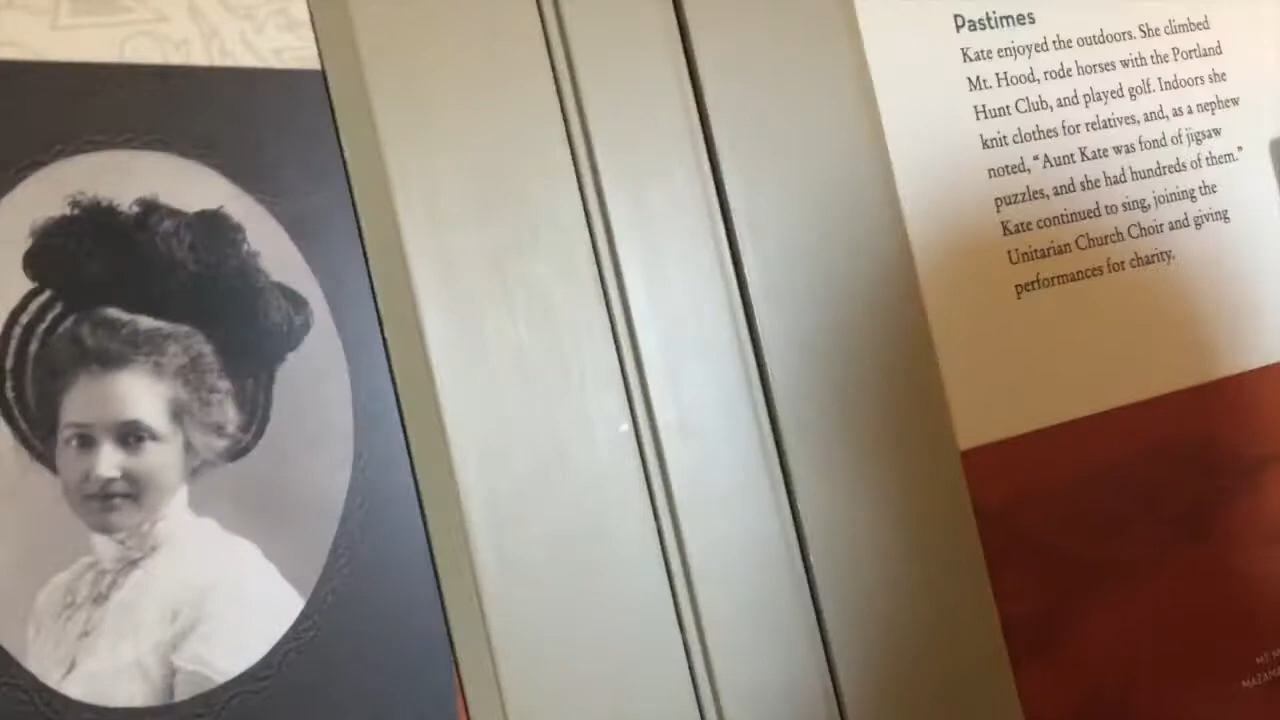 Pastimes
Kate enjoyed the outdoors. She climbed
Mt. Hood, rode horses with the Portland
Hunt Club, and played golf. Indoors she
knit clothes for relatives, and, as a nephew
noted, “Aunt Kate was fond of jigsaw
puzzles, and she had hundreds of them.”
Kate continued to sing, joining the
Unitarian Church Choir and giving
performances for charity.